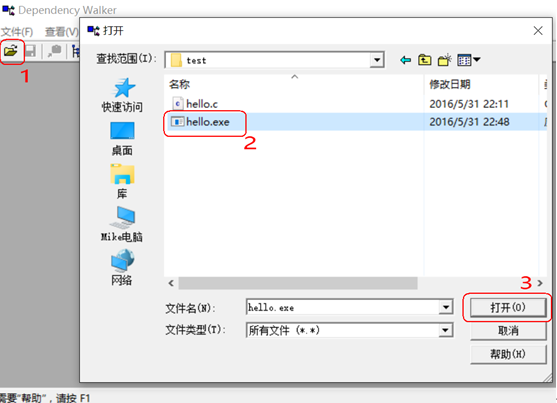 Dependency Walker
文件(F) 查看(V)
打开
查找范围(I): test
1
名称 修改日期
快速访问
hello.c 2016/5/31 22:11
hello.exe 2016/5/31 22:48
2
桌面
库
Mike电脑
网络
3
文件名(N): hello.exe 打开(O)
文件类型(T): 所有文件 (*.*) 取消
帮助(H)
需要"帮助"，请按 F1